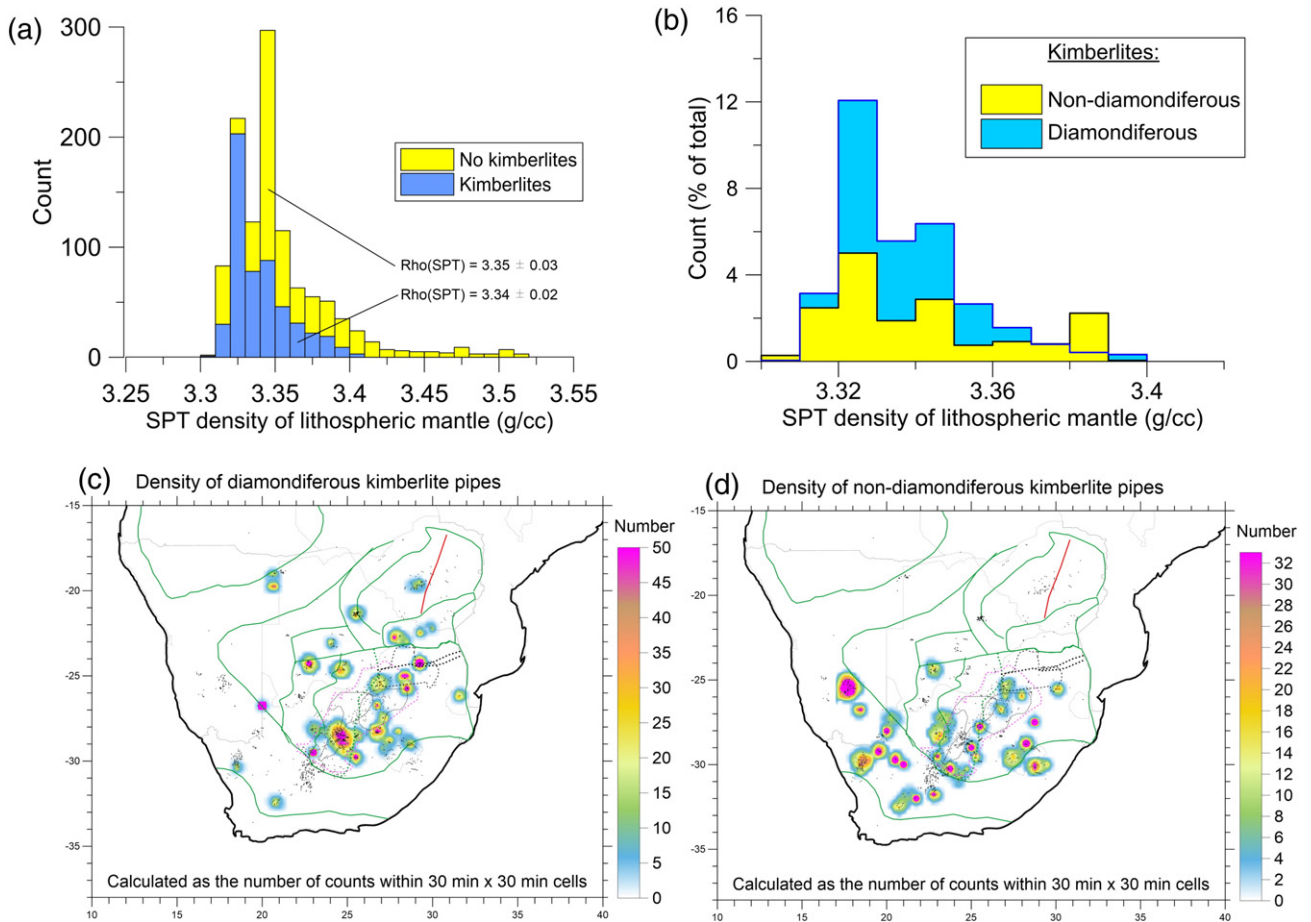 (a)
300
200
100
0
Count
No kimberlites
Kimberlites
Rho(SPT) = 3.35 ± 0.03
Rho(SPT) = 3.34 ± 0.02
3.25 3.3 3.35 3.4 3.45 3.5 3.55
SPT density of lithospheric mantle (g/cc)
(b)
16
12
8
4
0
Count (% of total)
Kimberlites:
Non-diamondiferous
Diamondiferous
3.32 3.36 3.4
SPT density of lithospheric mantle (g/cc)
(c) Density of diamondiferous kimberlite pipes
-15
-20
-25
-30
-35
Number
50
45
40
35
30
25
20
15
10
5
0
Calculated as the number of counts within 30 min x 30 min cells
10 15 20 25 30 35 40
(d) Density of non-diamondiferous kimberlite pipes
-15
-20
-25
-30
-35
Number
32
30
28
26
24
22
20
18
16
14
12
10
8
6
4
2
0
Calculated as the number of counts within 30 min x 30 min cells
10 15 20 25 30 35 40